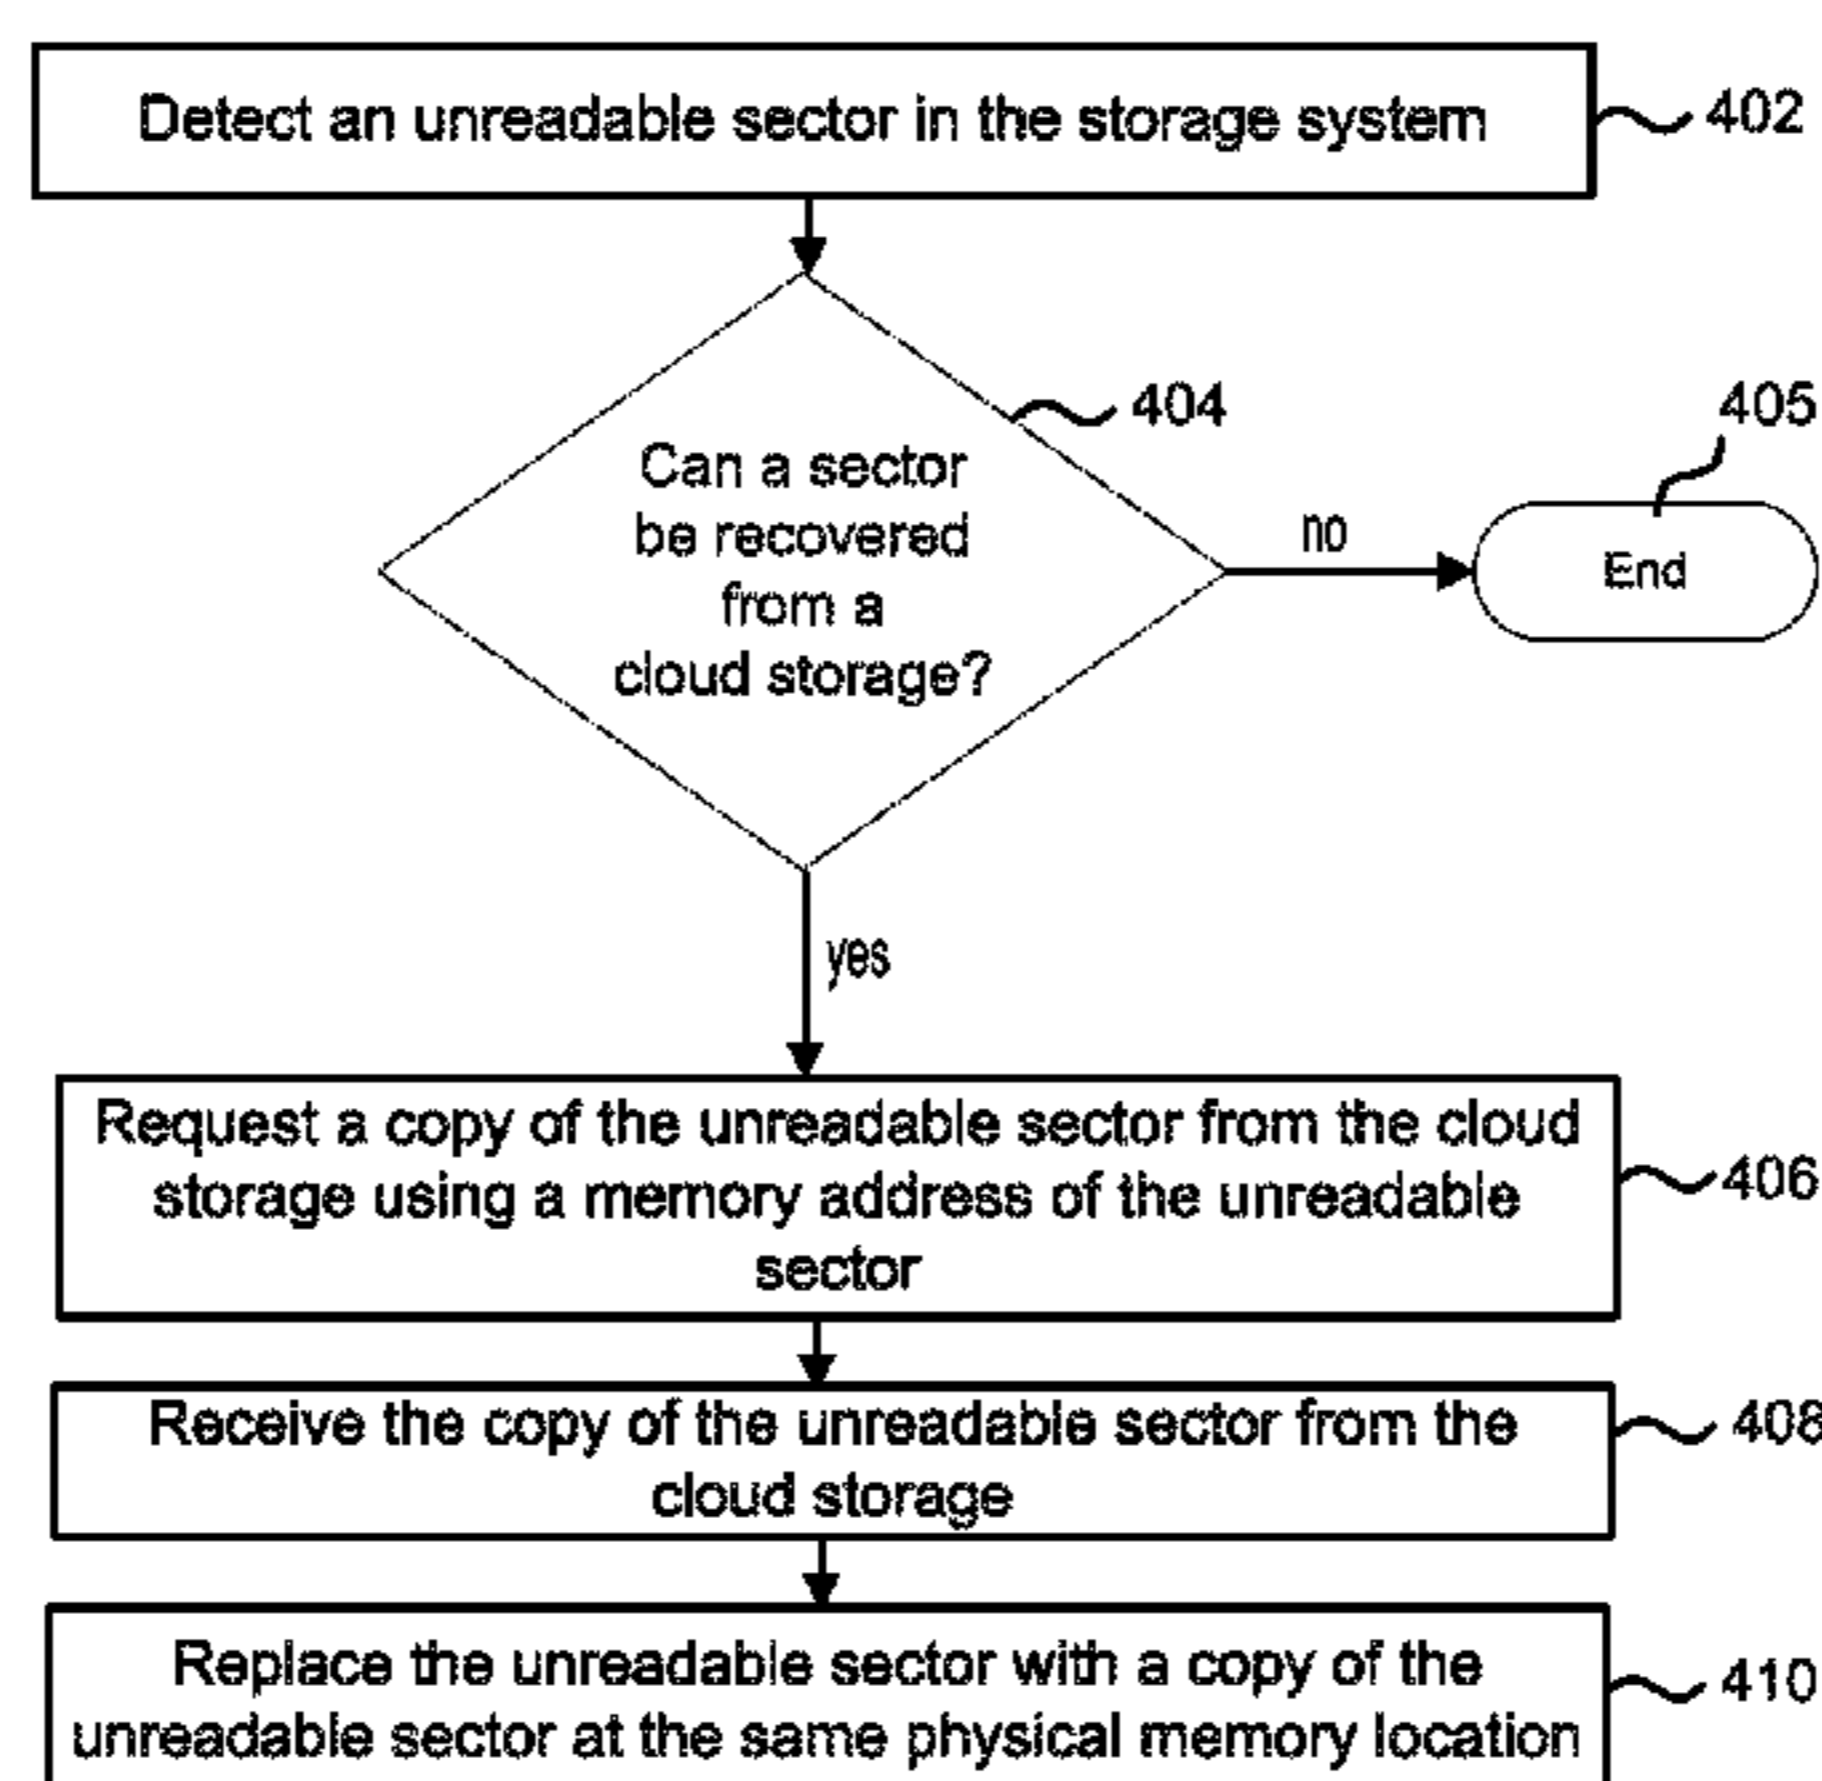 Detect an unreadable sector in the storage system
402
404
405
Can a sector
be recovered
from a
cloud storage?
no
End
yes
Request a copy of the unreadable sector from the cloud
storage using a memory address of the unreadable
sector
406
Receive the copy of the unreadable sector from the
cloud storage
408
Replace the unreadable sector with a copy of the
unreadable sector at the same physical memory location
410